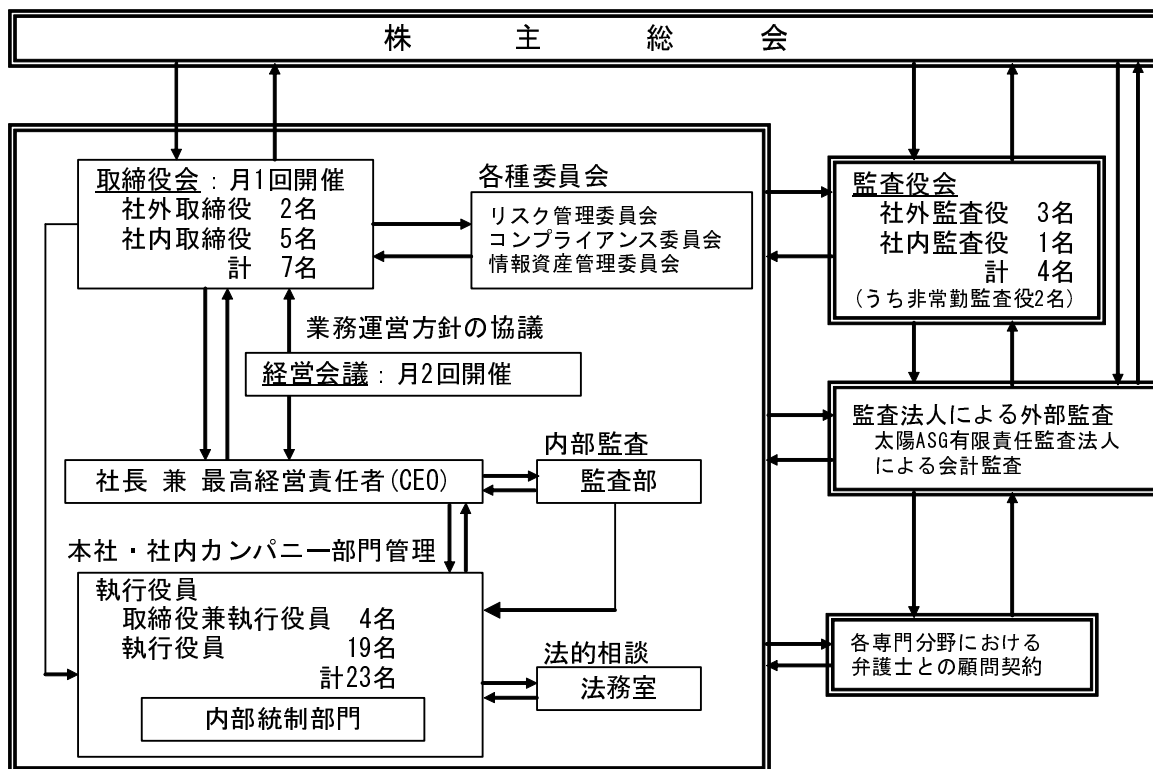 株主総会
取締役会：月1回開催
社外取締役 2名
社内取締役 5名
計 7名
各種委員会
リスク管理委員会
コンプライアンス委員会
情報資産管理委員会
監査役会
社外監査役 3名
社内監査役 1名
計 4名
(うち非常勤監査役2名)
業務運営方針の協議
経営会議：月2回開催
監査法人による外部監査
太陽ASG有限責任監査法人
による会計監査
社長 兼 最高経営責任者(CEO)
内部監査
監査部
本社・社内カンパニー部門管理
執行役員
取締役兼執行役員 4名
執行役員 19名
計23名
内部統制部門
法的相談
法務室
各専門分野における
弁護士との顧問契約